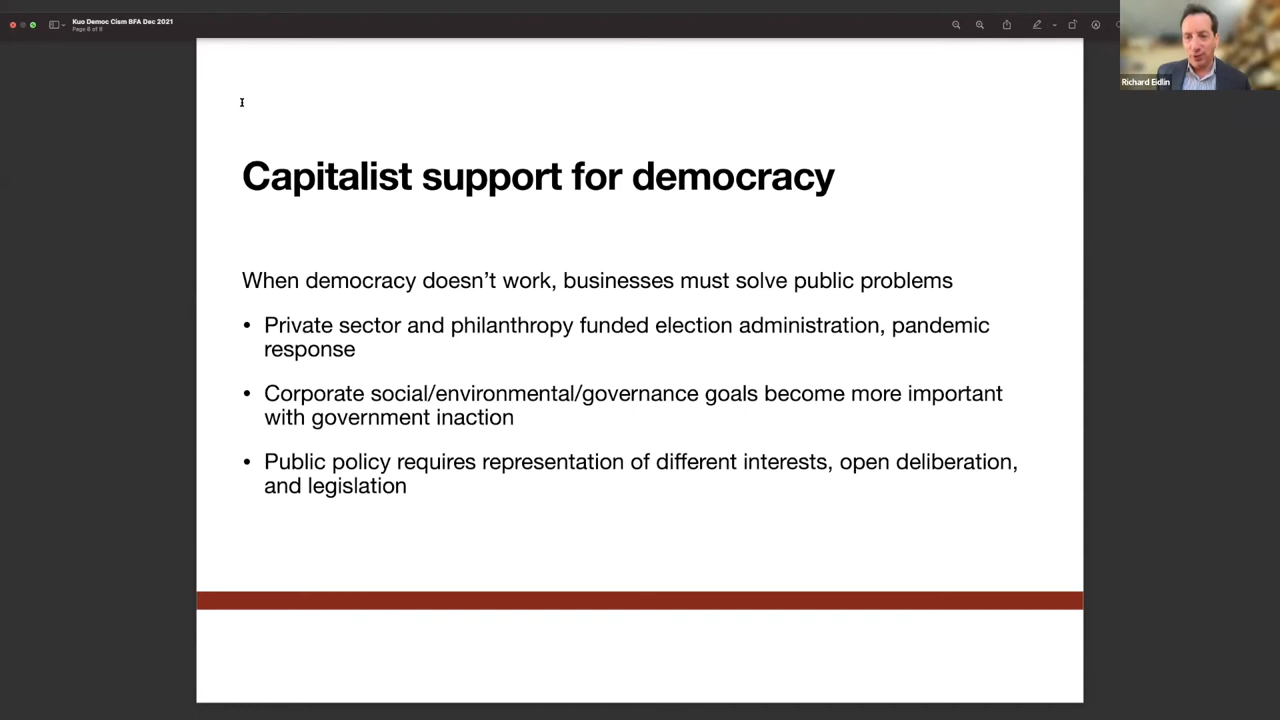 Kuo Democ Cism BFA Dec 2021
Page 8 of 8
Richard Eidlin
Capitalist support for democracy
When democracy doesn’t work, businesses must solve public problems
• Private sector and philanthropy funded election administration, pandemic
response
• Corporate social/environmental/governance goals become more important
with government inaction
• Public policy requires representation of different interests, open deliberation,
and legislation